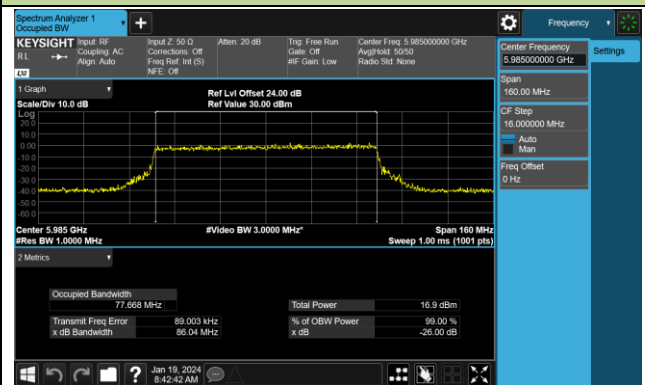 Spectrum Analyzer 1
Occupied BW
Frequency
KEYSIGHT
Input: RF
Input Z: 50 Ω
Atten: 20 dB
Trig: Free Run
Center Freq: 5.985000000 GHz
RL
Coupling: AC
Corrections: Off
Gate: Off
Avg|Hold: 50/50
Align: Auto
Freq Ref: Int (S)
#IF Gain: Low
Radio Std: None
NFE: Off
LXI
Center Frequency
5.985000000 GHz
Settings
Span
160.00 MHz
CF Step
16.000000 MHz
Auto
Man
Freq Offset
0 Hz
1 Graph
Ref Lvl Offset 24.00 dB
Scale/Div 10.0 dB
Ref Value 30.00 dBm
Log
20.0
10.0
0.00
-10.0
-20.0
-30.0
-40.0
-50.0
-60.0
Center 5.985 GHz
#Video BW 3.0000 MHz*
Span 160 MHz
#Res BW 1.0000 MHz
Sweep 1.00 ms (1001 pts)
2 Metrics
Occupied Bandwidth
77.668 MHz
Total Power
16.9 dBm
Transmit Freq Error
89.003 kHz
% of OBW Power
99.00 %
x dB Bandwidth
86.04 MHz
x dB
-26.00 dB
?
Jan 19, 2024
8:42:42 AM